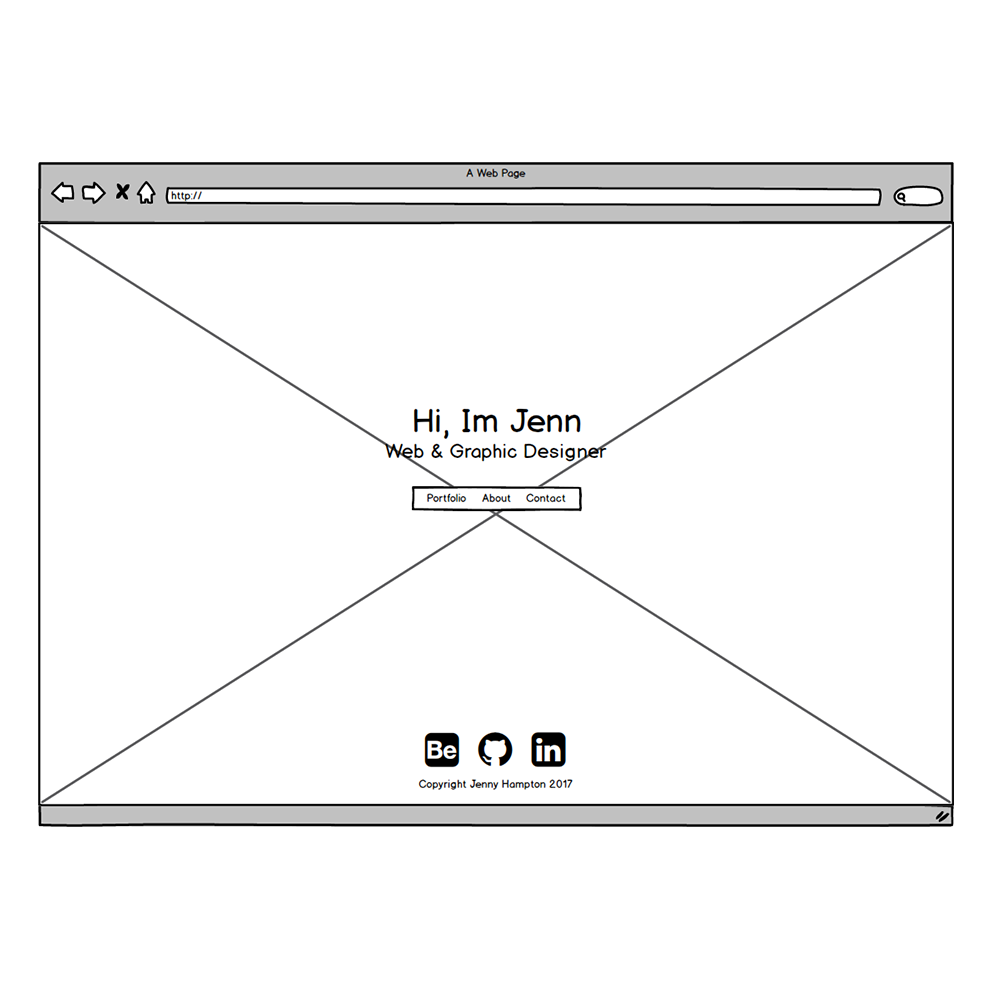 A Web Page
http://
Hi, Im Jenn
Web & Graphic Designer
Portfolio About Contact
Be in
Copyright Jenny Hampton 2017